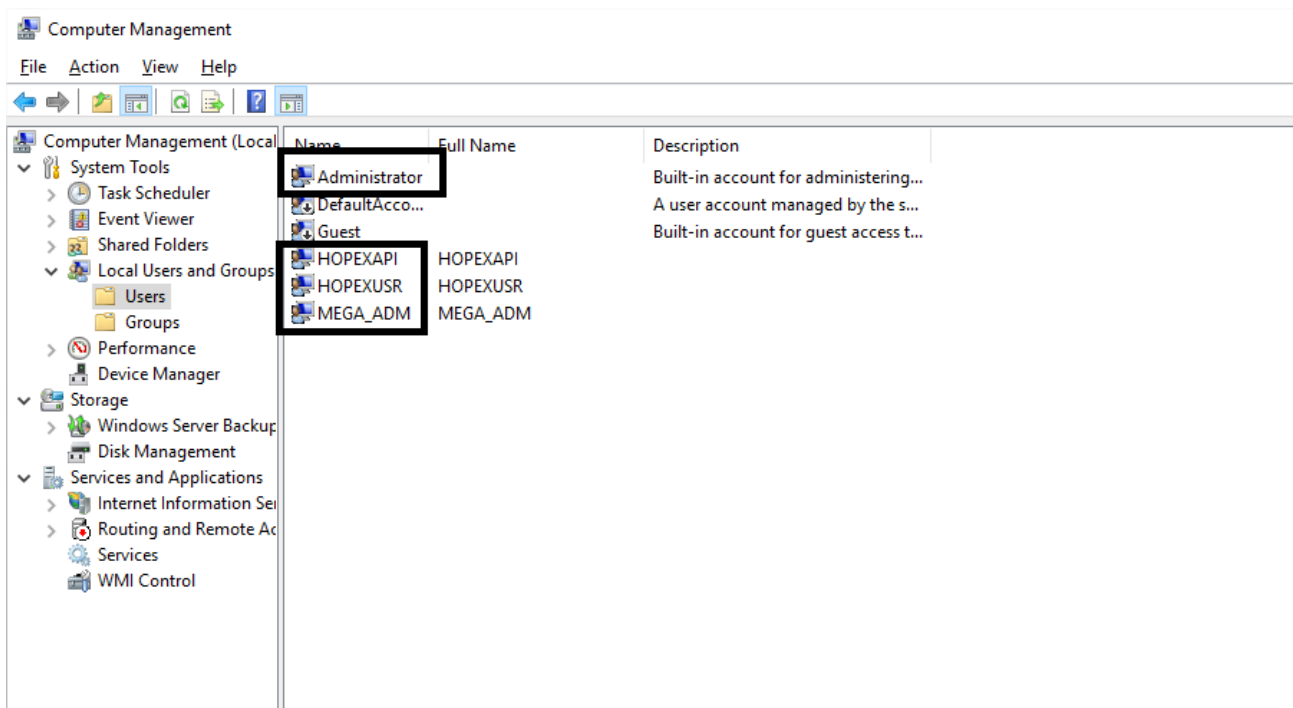 Computer Management
File Action View Help
Computer Management (Local
System Tools
Task Scheduler
Event Viewer
Shared Folders
Local Users and Groups
Users
Groups
Performance
Device Manager
Storage
Windows Server Backup
Disk Management
Services and Applications
Internet Information Ser
Routing and Remote Ac
Services
WMI Control
Name Full Name Description
Administrator Built-in account for administering...
DefaultAcco... A user account managed by the s...
Guest Built-in account for guest access t...
HOPEXAPI HOPEXAPI
HOPEXUSR HOPEXUSR
MEGA_ADM MEGA_ADM